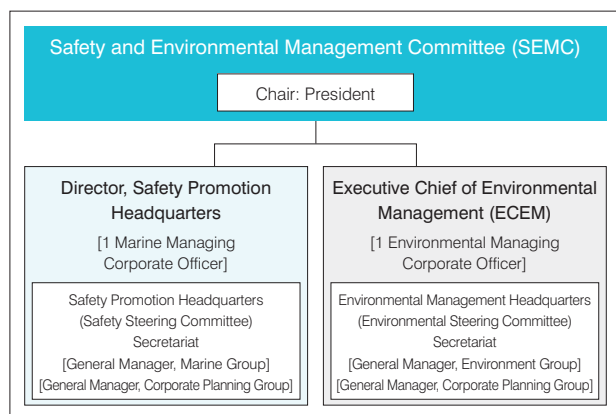 Safety and Environmental Management Committee (SEMC)
Chair: President
Director, Safety Promotion
Headquarters
[1 Marine Managing
Corporate Officer]
Safety Promotion Headquarters
(Safety Steering Committee)
Secretariat
[General Manager, Marine Group]
[General Manager, Corporate Planning Group]
Executive Chief of Environmental
Management (ECEM)
[1 Environmental Managing
Corporate Officer]
Environmental Management Headquarters
(Environmental Steering Committee)
Secretariat
[General Manager, Environment Group]
[General Manager, Corporate Planning Group]